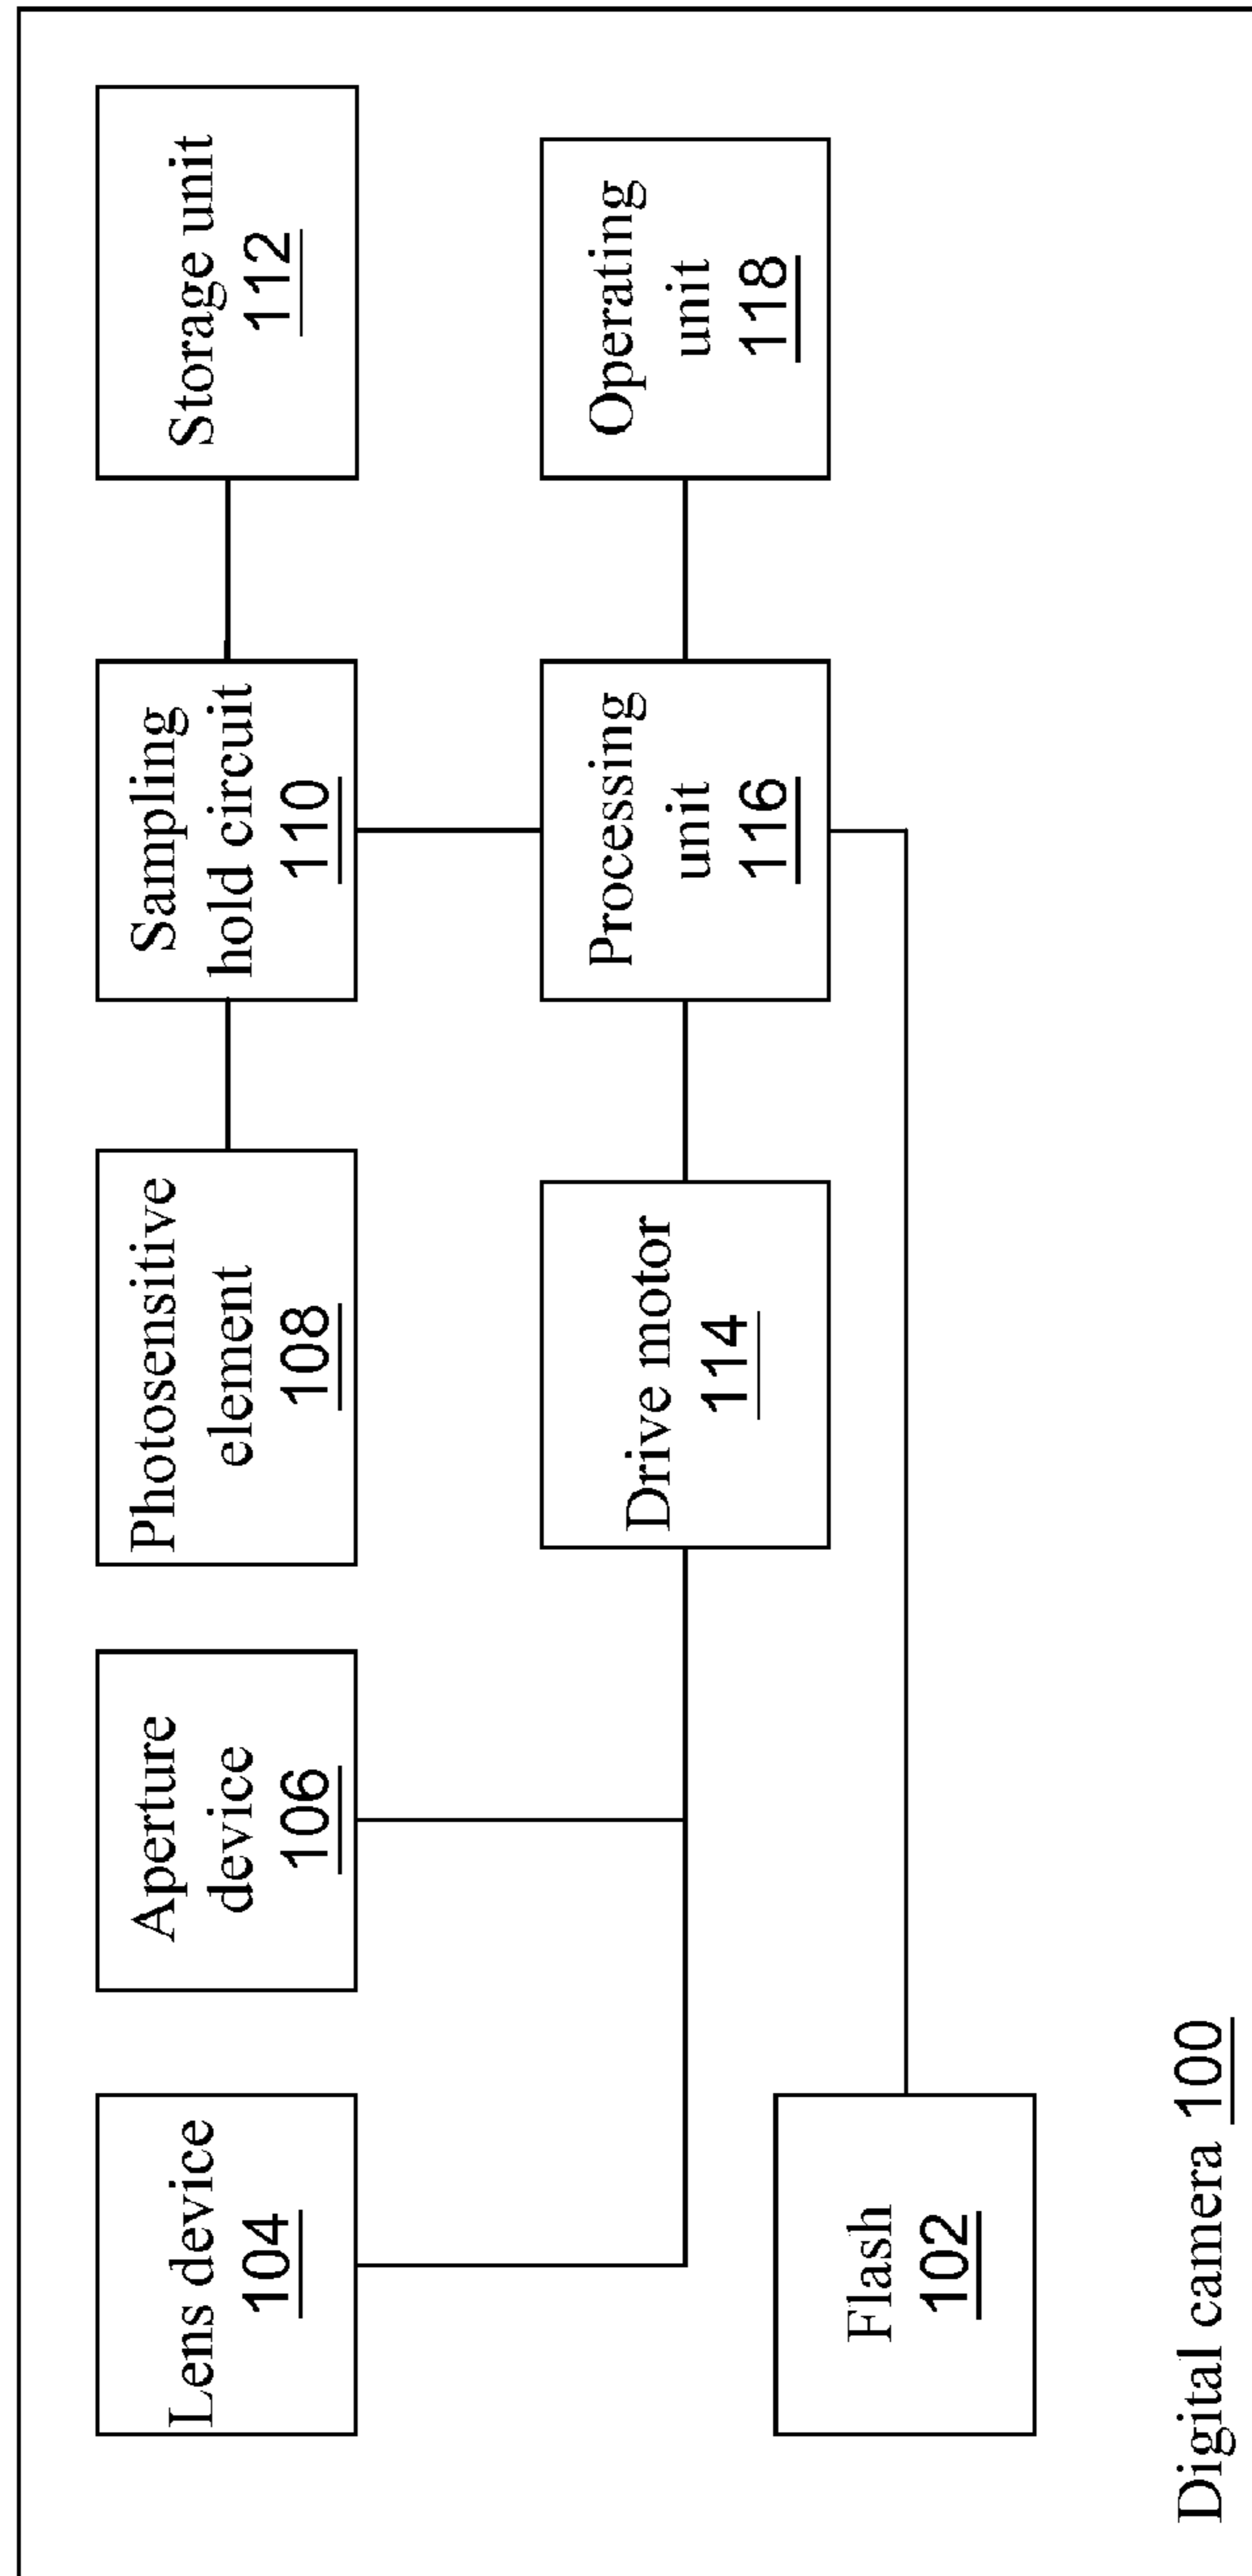 Lens device
104
Aperture
device
106
Photosensitive
element
108
Sampling
hold circuit
110
Storage unit
112
Drive motor
114
Processing
unit
116
Operating
unit
118
Flash
102
Digital camera 100